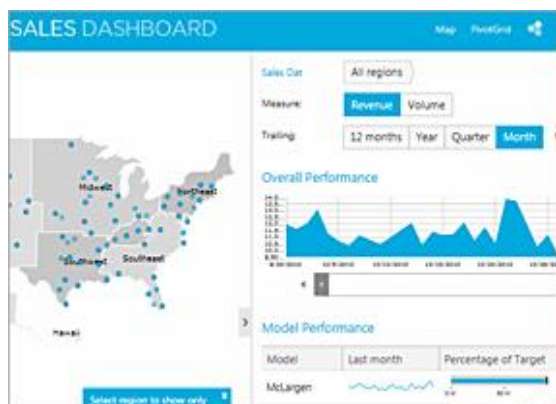 SALES DASHBOARD
Map PivotGrid
Sales Dat All regions
Measure: Revenue Volume
Trailing: 12 months Year Quarter Month
Midwest
Northeast
Southwest Southeast
Hawaii
Overall Performance
Model Performance
Model Last month Percentage of Target
McLargen
Select region to show only